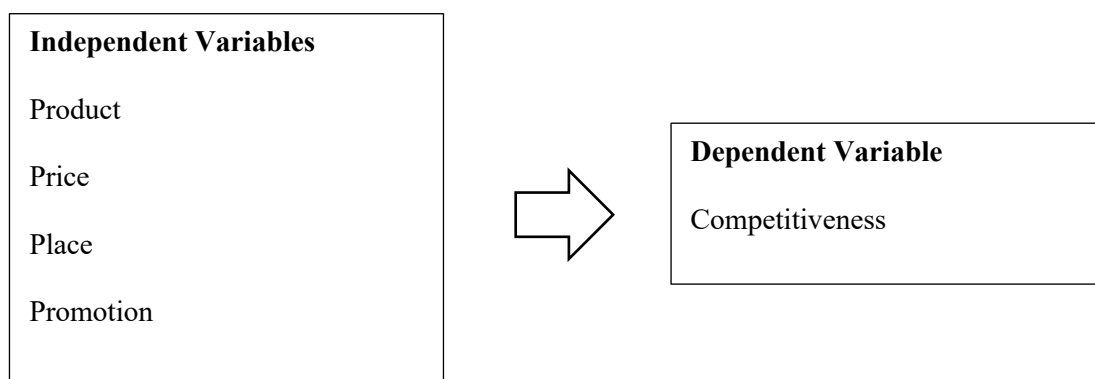 Independent Variables
Product
Price
Place
Promotion
Dependent Variable
Competitiveness